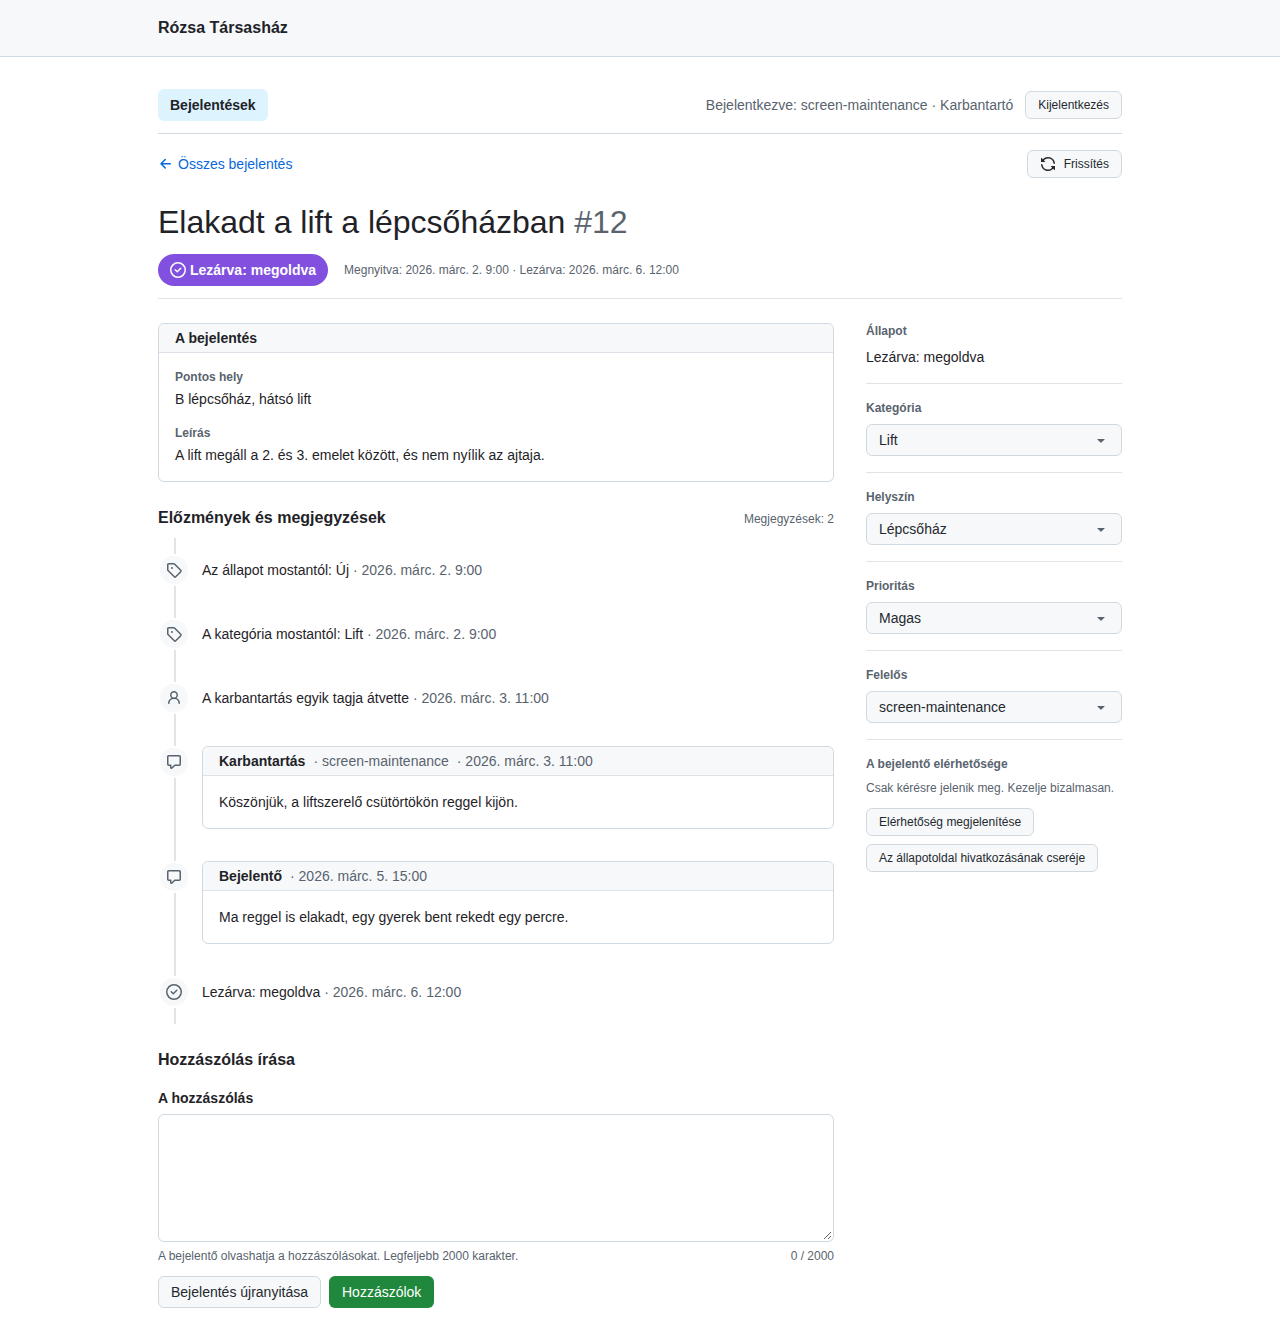 Rózsa Társasház
Bejelentések
Bejelentkezve: screen-maintenance · Karbantartó
Kijelentkezés
Összes bejelentés
Frissítés
Elakadt a lift a lépcsőházban #12
Lezárva: megoldva
Megnyitva: 2026. márc. 2. 9:00 · Lezárva: 2026. márc. 6. 12:00
A bejelentés
Pontos hely
B lépcsőház, hátsó lift
Leírás
A lift megáll a 2. és 3. emelet között, és nem nyílik az ajtaja.
Előzmények és megjegyzések
Megjegyzések: 2
Az állapot mostantól: Új · 2026. márc. 2. 9:00
A kategória mostantól: Lift · 2026. márc. 2. 9:00
A karbantartás egyik tagja átvette · 2026. márc. 3. 11:00
Karbantartás · screen-maintenance · 2026. márc. 3. 11:00
Köszönjük, a liftszerelő csütörtökön reggel kijön.
Bejelentő · 2026. márc. 5. 15:00
Ma reggel is elakadt, egy gyerek bent rekedt egy percre.
Lezárva: megoldva · 2026. márc. 6. 12:00
Hozzászólás írása
A hozzászólás
A bejelentő olvashatja a hozzászólásokat. Legfeljebb 2000 karakter.
0 / 2000
Bejelentés újranyitása
Hozzászólok
Állapot
Lezárva: megoldva
Kategória
Lift
Helyszín
Lépcsőház
Prioritás
Magas
Felelős
screen-maintenance
A bejelentő elérhetősége
Csak kérésre jelenik meg. Kezelje bizalmasan.
Elérhetőség megjelenítése
Az állapotoldal hivatkozásának cseréje